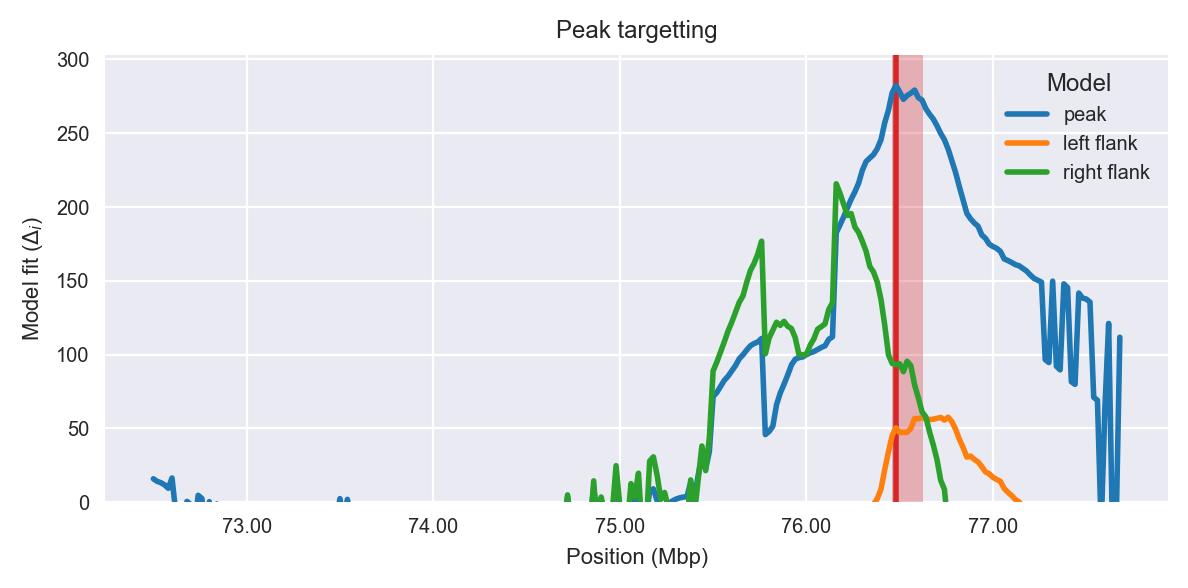 Peak targetting
300
250
200
150
100
50
0
Model fit (Δᵢ)
73.00 74.00 75.00 76.00 77.00
Position (Mbp)
Model
peak
left flank
right flank